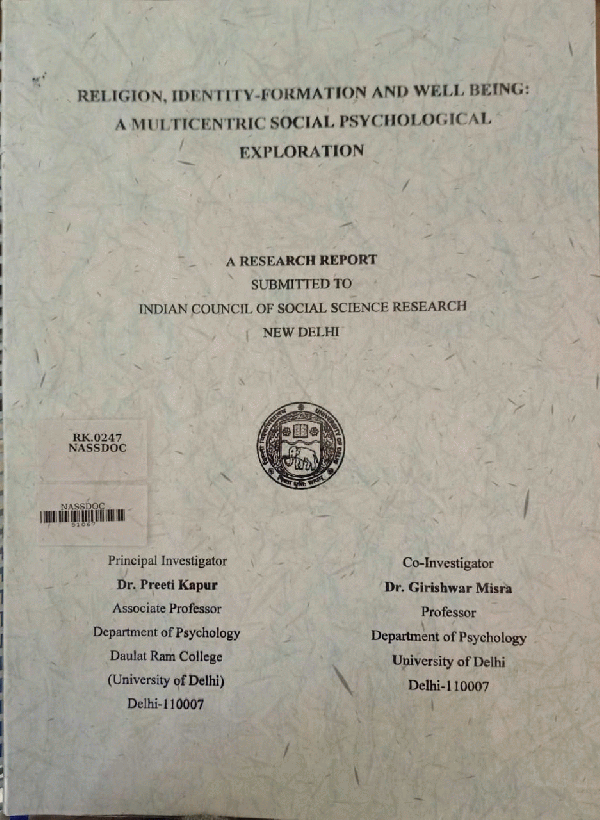 RELIGION, IDENTITY-FORMATION AND WELL BEING:
A MULTICENTRIC SOCIAL PSYCHOLOGICAL
EXPLORATION
A RESEARCH REPORT
SUBMITTED TO
INDIAN COUNCIL OF SOCIAL SCIENCE RESEARCH
NEW DELHI
RK.0247
NASSDOC
NASSDOC
UNIVERSITY OF DELHI
Principal Investigator
Dr. Preeti Kapur
Associate Professor
Department of Psychology
Daulat Ram College
(University of Delhi)
Delhi-110007
Co-Investigator
Dr. Girishwar Misra
Professor
Department of Psychology
University of Delhi
Delhi-110007